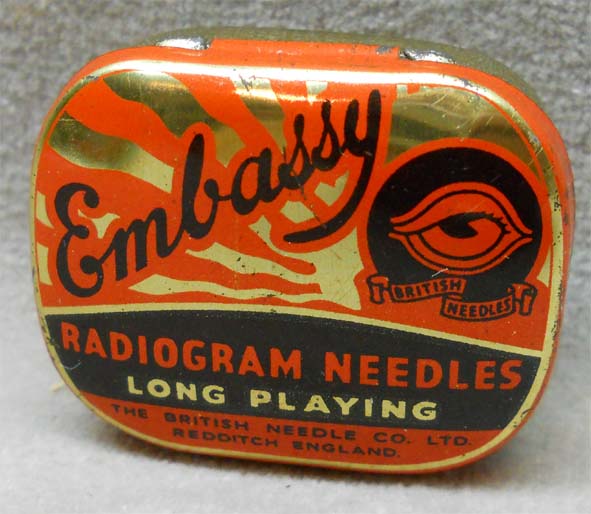 Embassy
BRITISH
NEEDLES
RADIOGRAM NEEDLES
LONG PLAYING
THE BRITISH NEEDLE CO. LTD.
REDDITCH ENGLAND.